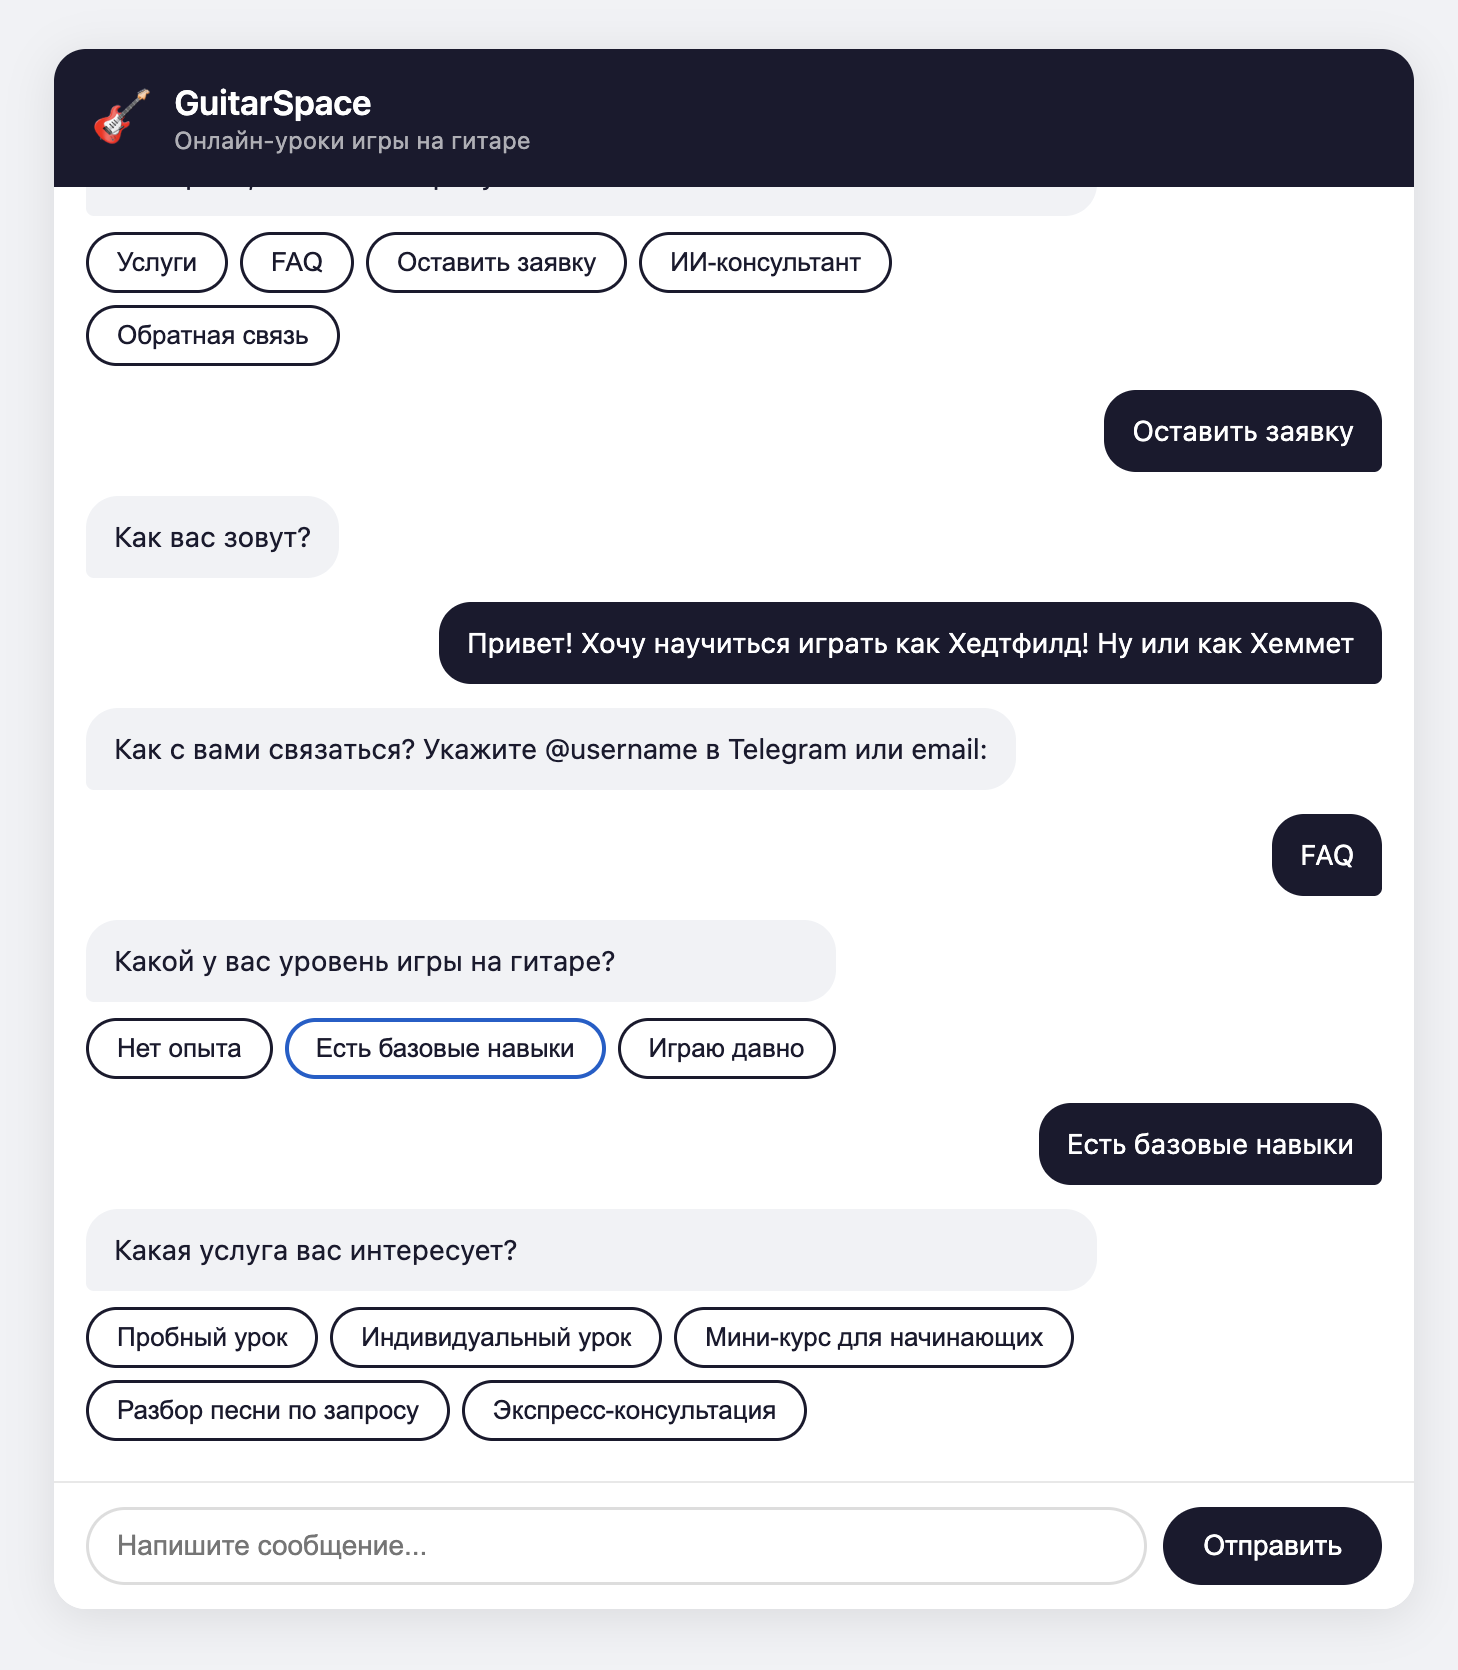 GuitarSpace
Онлайн-уроки игры на гитаре
Услуги
FAQ
Оставить заявку
ИИ-консультант
Обратная связь
Оставить заявку
Как вас зовут?
Привет! Хочу научиться играть как Хедтфилд! Ну или как Хеммет
Как с вами связаться? Укажите @username в Telegram или email:
FAQ
Какой у вас уровень игры на гитаре?
Нет опыта
Есть базовые навыки
Играю давно
Есть базовые навыки
Какая услуга вас интересует?
Пробный урок
Индивидуальный урок
Мини-курс для начинающих
Разбор песни по запросу
Экспресс-консультация
Напишите сообщение...
Отправить